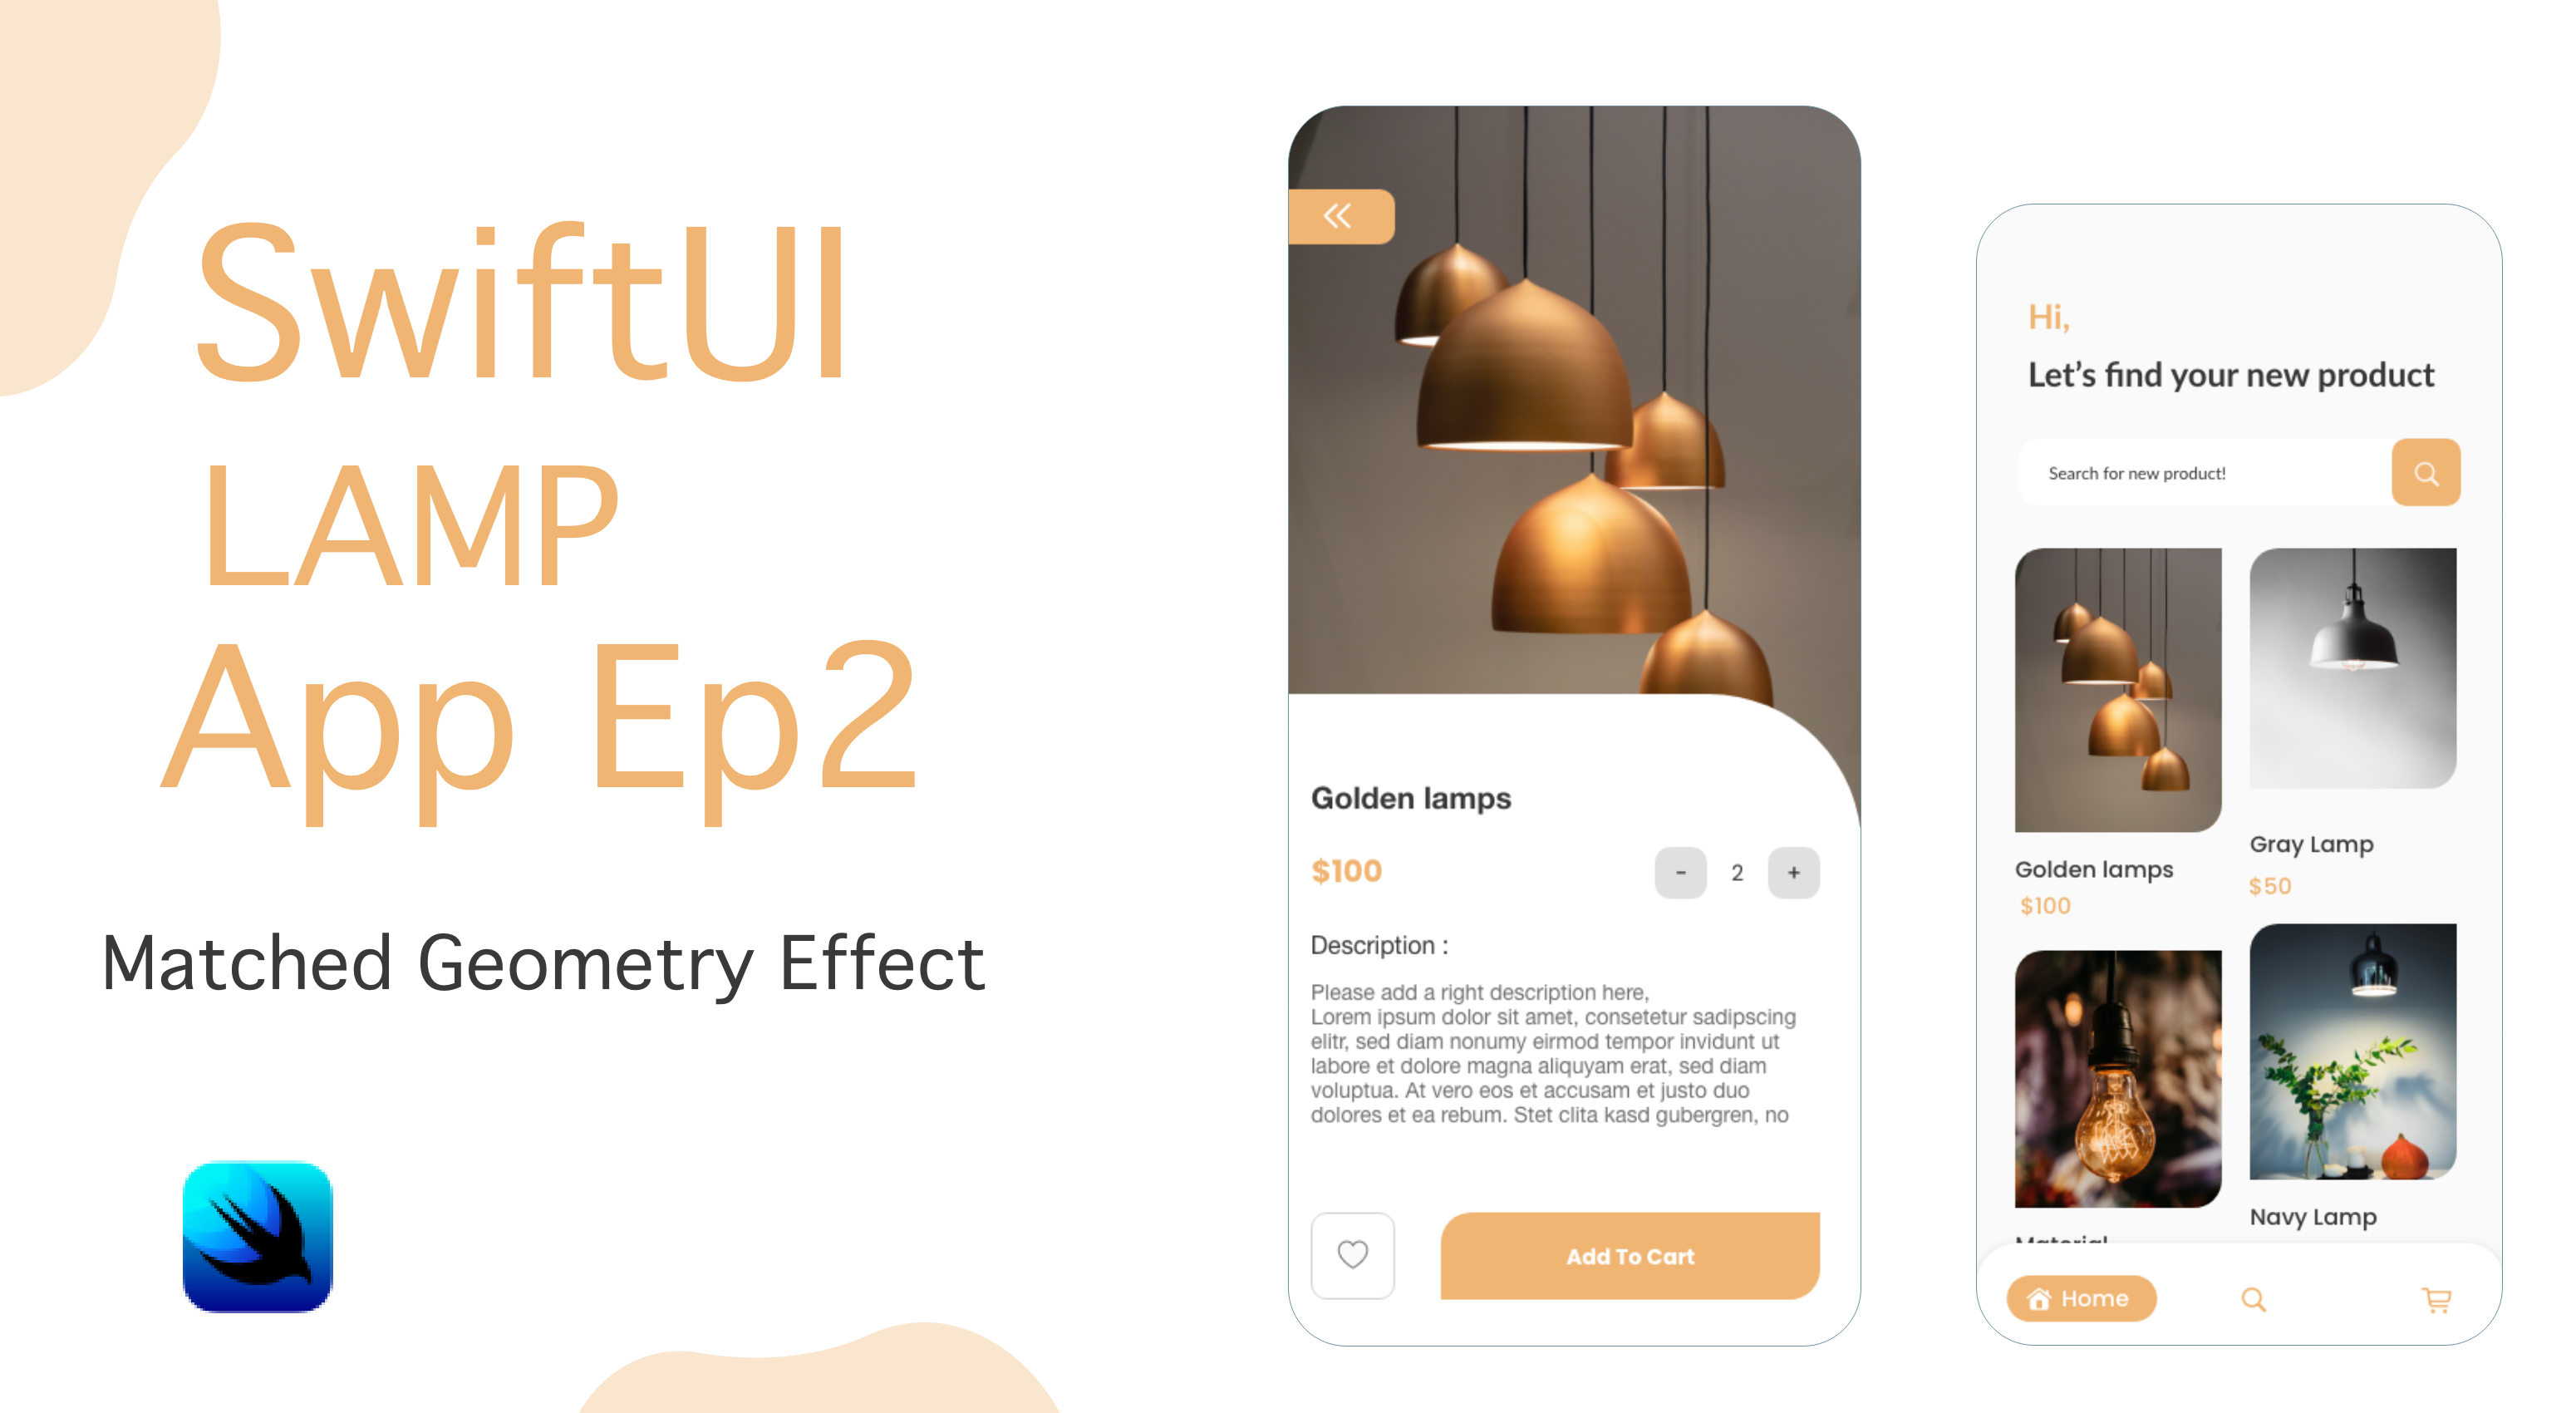 SwiftUI
LAMP
App Ep2
Matched Geometry Effect
Golden lamps
$100
- 2 +
Description :
Please add a right description here,
Lorem ipsum dolor sit amet, consetetur sadipscing
elitr, sed diam nonumy eirmod tempor invidunt ut
labore et dolore magna aliquyam erat, sed diam
voluptua. At vero eos et accusam et justo duo
dolores et ea rebum. Stet clita kasd gubergren, no
Add To Cart
Hi,
Let's find your new product
Search for new product!
Golden lamps
$100
Gray Lamp
$50
Material
Navy Lamp
Home